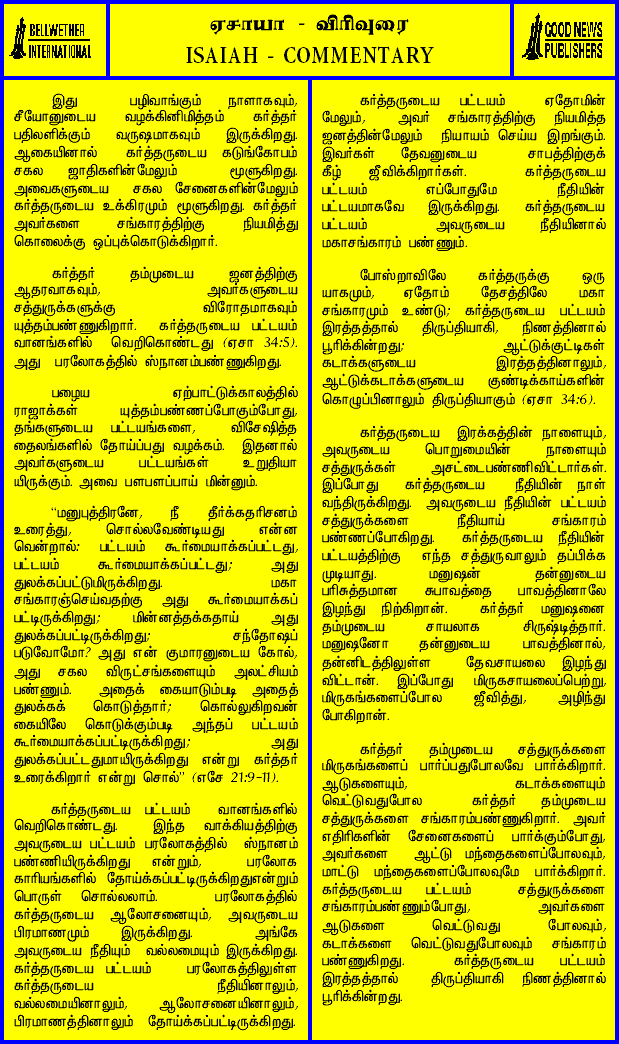 BELLWETHER
INTERNATIONAL
ஏசாயா - விரிவுரை
ISAIAH - COMMENTARY
GOOD NEWS
PUBLISHERS
இது பழிவாங்கும் நாளாகவும்,
சீயோனுடைய வழக்கினிமித்தம் கர்த்தர்
பதிலளிக்கும் வருஷமாகவும் இருக்கிறது.
ஆகையினால் கர்த்தருடைய கடுங்கோபம்
சகல ஜாதிகளின்மேலும் மூளுகிறது.
அவைகளுடைய சகல சேனைகளின்மேலும்
கர்த்தருடைய உக்கிரமும் மூளுகிறது. கர்த்தர்
அவர்களை சங்காரத்திற்கு நியமித்து
கொலைக்கு ஒப்புக்கொடுக்கிறார்.
கர்த்தர் தம்முடைய ஜனத்திற்கு
ஆதரவாகவும், அவர்களுடைய
சத்துருக்களுக்கு விரோதமாகவும்
யுத்தம்பண்ணுகிறார். கர்த்தருடைய பட்டயம்
வானங்களில் வெறிகொண்டது (ஏசா 34:5).
அது பரலோகத்தில் ஸ்நானம்பண்ணுகிறது.
பழைய ஏற்பாட்டுக்காலத்தில்
ராஜாக்கள் யுத்தம்பண்ணப்போகும்போது,
தங்களுடைய பட்டயங்களை, விசேஷித்த
தைலங்களில் தோய்ப்பது வழக்கம். இதனால்
அவர்களுடைய பட்டயங்கள் உறுதியா
யிருக்கும். அவை பளபளப்பாய் மின்னும்.
“மனுபுத்திரனே, நீ தீர்க்கதரிசனம்
உரைத்து, சொல்லவேண்டியது என்ன
வென்றால்: பட்டயம் கூர்மையாக்கப்பட்டது,
பட்டயம் கூர்மையாக்கப்பட்டது; அது
துலக்கப்பட்டுமிருக்கிறது. மகா
சங்காரஞ்செய்வதற்கு அது கூர்மையாக்கப்
பட்டிருக்கிறது; மின்னத்தக்கதாய் அது
துலக்கப்பட்டிருக்கிறது; சந்தோஷப்
படுவோமோ? அது என் குமாரனுடைய கோல்,
அது சகல விருட்சங்களையும் அலட்சியம்
பண்ணும். அதைக் கையாடும்படி அதைத்
துலக்கக் கொடுத்தார்; கொல்லுகிறவன்
கையிலே கொடுக்கும்படி அந்தப் பட்டயம்
கூர்மையாக்கப்பட்டிருக்கிறது; அது
துலக்கப்பட்டதுமாயிருக்கிறது என்று கர்த்தர்
உரைக்கிறார் என்று சொல்” (எசே 21:9-11).
கர்த்தருடைய பட்டயம் வானங்களில்
வெறிகொண்டது. இந்த வாக்கியத்திற்கு
அவருடைய பட்டயம் பரலோகத்தில் ஸ்நானம்
பண்ணியிருக்கிறது என்றும், பரலோக
காரியங்களில் தோய்க்கப்பட்டிருக்கிறதுஎன்றும்
பொருள் சொல்லலாம். பரலோகத்தில்
கர்த்தருடைய ஆலோசனையும், அவருடைய
பிரமாணமும் இருக்கிறது. அங்கே
அவருடைய நீதியும் வல்லமையும் இருக்கிறது.
கர்த்தருடைய பட்டயம் பரலோகத்திலுள்ள
கர்த்தருடைய நீதியினாலும்,
வல்லமையினாலும், ஆலோசனையினாலும்,
பிரமாணத்தினாலும் தோய்க்கப்பட்டிருக்கிறது.
கர்த்தருடைய பட்டயம் ஏதோமின்
மேலும், அவர் சங்காரத்திற்கு நியமித்த
ஜனத்தின்மேலும் நியாயம் செய்ய இறங்கும்.
இவர்கள் தேவனுடைய சாபத்திற்குக்
கீழ் ஜீவிக்கிறார்கள். கர்த்தருடைய
பட்டயம் எப்போதுமே நீதியின்
பட்டயமாகவே இருக்கிறது. கர்த்தருடைய
பட்டயம் அவருடைய நீதியினால்
மகாசங்காரம் பண்ணும்.
போஸ்றாவிலே கர்த்தருக்கு ஒரு
யாகமும், ஏதோம் தேசத்திலே மகா
சங்காரமும் உண்டு; கர்த்தருடைய பட்டயம்
இரத்தத்தால் திருப்தியாகி, நிணத்தினால்
பூரிக்கின்றது; ஆட்டுக்குட்டிகள்
கடாக்களுடைய இரத்தத்தினாலும்,
ஆட்டுக்கடாக்களுடைய குண்டிக்காய்களின்
கொழுப்பினாலும் திருப்தியாகும் (ஏசா 34:6).
கர்த்தருடைய இரக்கத்தின் நாளையும்,
அவருடைய பொறுமையின் நாளையும்
சத்துருக்கள் அசட்டைபண்ணிவிட்டார்கள்.
இப்போது கர்த்தருடைய நீதியின் நாள்
வந்திருக்கிறது. அவருடைய நீதியின் பட்டயம்
சத்துருக்களை நீதியாய் சங்காரம்
பண்ணப்போகிறது. கர்த்தருடைய நீதியின்
பட்டயத்திற்கு எந்த சத்துருவாலும் தப்பிக்க
முடியாது. மனுஷன் தன்னுடைய
பரிசுத்தமான சுபாவத்தை பாவத்தினாலே
இழந்து நிற்கிறான். கர்த்தர் மனுஷனை
தம்முடைய சாயலாக சிருஷ்டித்தார்.
மனுஷனோ தன்னுடைய பாவத்தினால்,
தன்னிடத்திலுள்ள தேவசாயலை இழந்து
விட்டான். இப்போது மிருகசாயலைப்பெற்று,
மிருகங்களைப்போல ஜீவித்து, அழிந்து
போகிறான்.
கர்த்தர் தம்முடைய சத்துருக்களை
மிருகங்களைப் பார்ப்பதுபோலவே பார்க்கிறார்.
ஆடுகளையும், கடாக்களையும்
வெட்டுவதுபோல கர்த்தர் தம்முடைய
சத்துருக்களை சங்காரம்பண்ணுகிறார். அவர்
எதிரிகளின் சேனைகளைப் பார்க்கும்போது,
அவர்களை ஆட்டு மந்தைகளைப்போலவும்,
மாட்டு மந்தைகளைப்போலவுமே பார்க்கிறார்.
கர்த்தருடைய பட்டயம் சத்துருக்களை
சங்காரம்பண்ணும்போது, அவர்களை
ஆடுகளை வெட்டுவது போலவும்,
கடாக்களை வெட்டுவதுபோலவும் சங்காரம்
பண்ணுகிறது. கர்த்தருடைய பட்டயம்
இரத்தத்தால் திருப்தியாகி நிணத்தினால்
பூரிக்கின்றது.